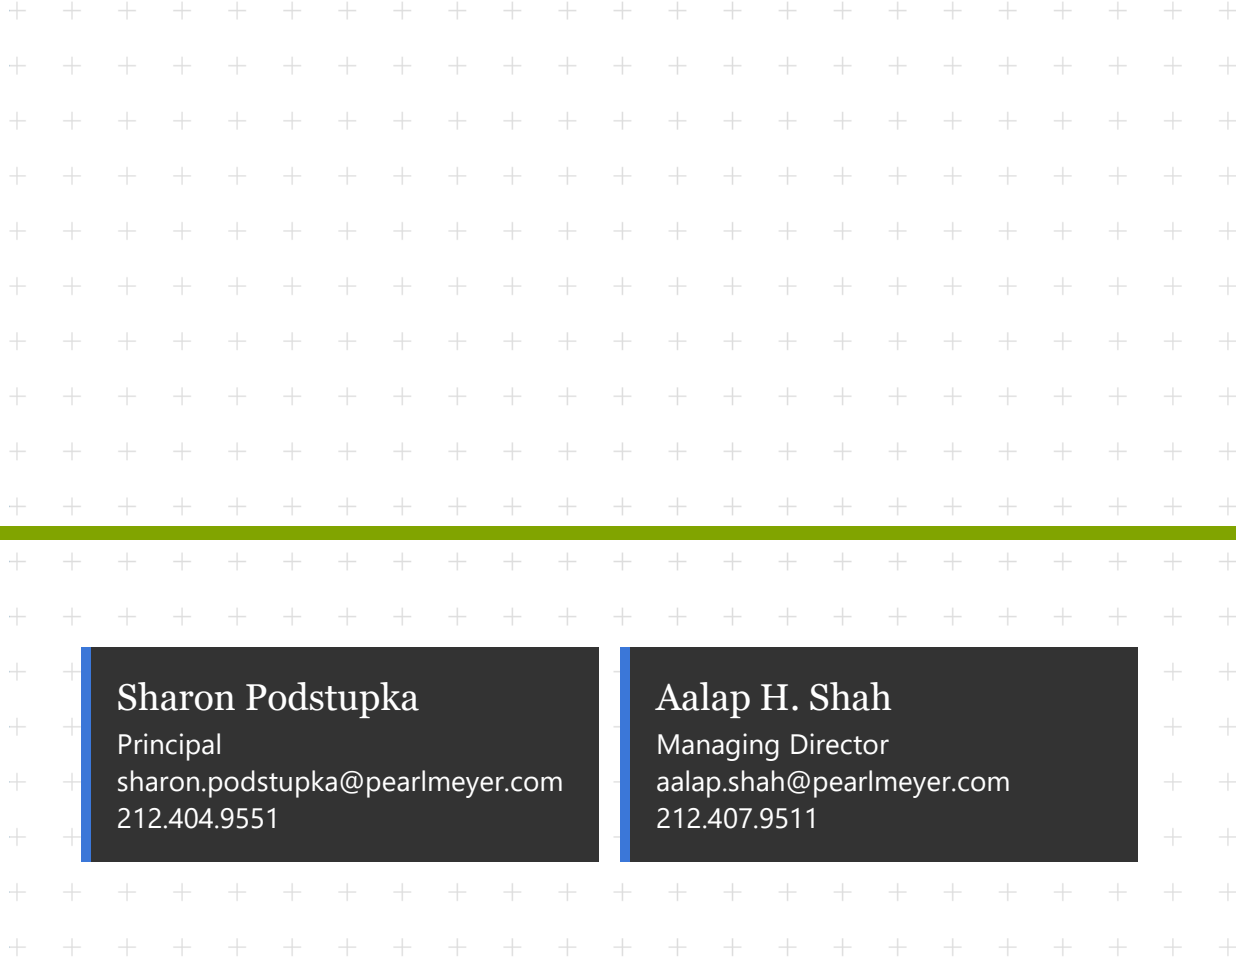 Sharon Podstupka
Principal
sharon.podstupka@pearlmeyer.com
212.404.9551
Aalap H. Shah
Managing Director
aalap.shah@pearlmeyer.com
212.407.9511